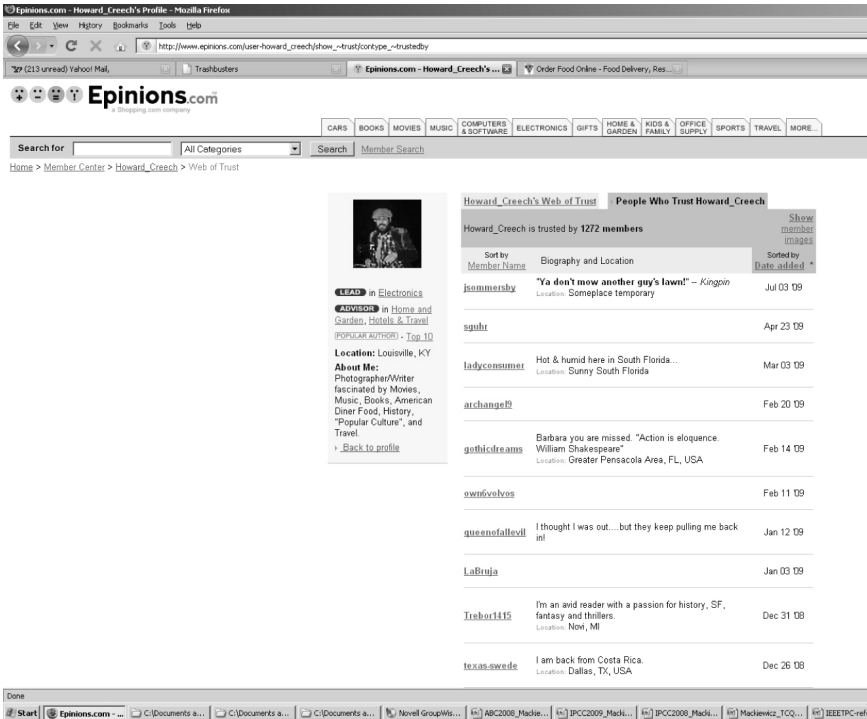 Epinions.com - Howard_Creech's Profile - Mozilla Firefox
File Edit View History Bookmarks Tools Help
http://www.epinions.com/user-howard_creech/show_~trust/contype_~trustedby
(213 unread) Yahoo! Mail, Trashbusters Epinions.com - Howard_Creech's ... Order Food Online - Food Delivery, Res...
Epinions.com
a Shopping.com company
CARS BOOKS MOVIES MUSIC COMPUTERS & SOFTWARE ELECTRONICS GIFTS HOME & GARDEN KIDS & FAMILY OFFICE SUPPLY SPORTS TRAVEL MORE...
Search for All Categories Search Member Search
Home > Member Center > Howard_Creech > Web of Trust
LEAD in Electronics
ADVISOR in Home and
Garden, Hotels & Travel
POPULAR AUTHOR - Top 10
Location: Louisville, KY
About Me:
Photographer/Writer
fascinated by Movies,
Music, Books, American
Diner Food, History,
"Popular Culture", and
Travel.
Back to profile
Howard_Creech's Web of Trust People Who Trust Howard_Creech
Howard_Creech is trusted by 1272 members
Show
member
images
Sort by
Member Name
Biography and Location
Sorted by
Date added
jsommersby "Ya don't mow another guy's lawn!" -- Kingpin Jul 03 '09
Location: Someplace temporary
sguhr Apr 23 '09
ladyconsumer Hot & humid here in South Florida... Mar 03 '09
Location: Sunny South Florida
archangel9 Feb 20 '09
gothicdreams Barbara you are missed. "Action is eloquence. Feb 14 '09
William Shakespeare"
Location: Greater Pensacola Area, FL, USA
own6volvos Feb 11 '09
queenofallevil I thought I was out....but they keep pulling me back Jan 12 '09
in!
LaBruja Jan 03 '09
Trebor1415 I'm an avid reader with a passion for history, SF, Dec 31 '08
fantasy and thrillers.
Location: Novi, MI
texas-swede I am back from Costa Rica. Dec 26 '08
Location: Dallas, TX, USA
Done
Start Epinions.com - ... C:\Documents a... C:\Documents a... C:\Documents a... Novell GroupWis... ABC2008_Mackie... IPCC2009_Macki... IPCC2008_Macki... Mackiewicz_TCQ... IEEETPC-ref